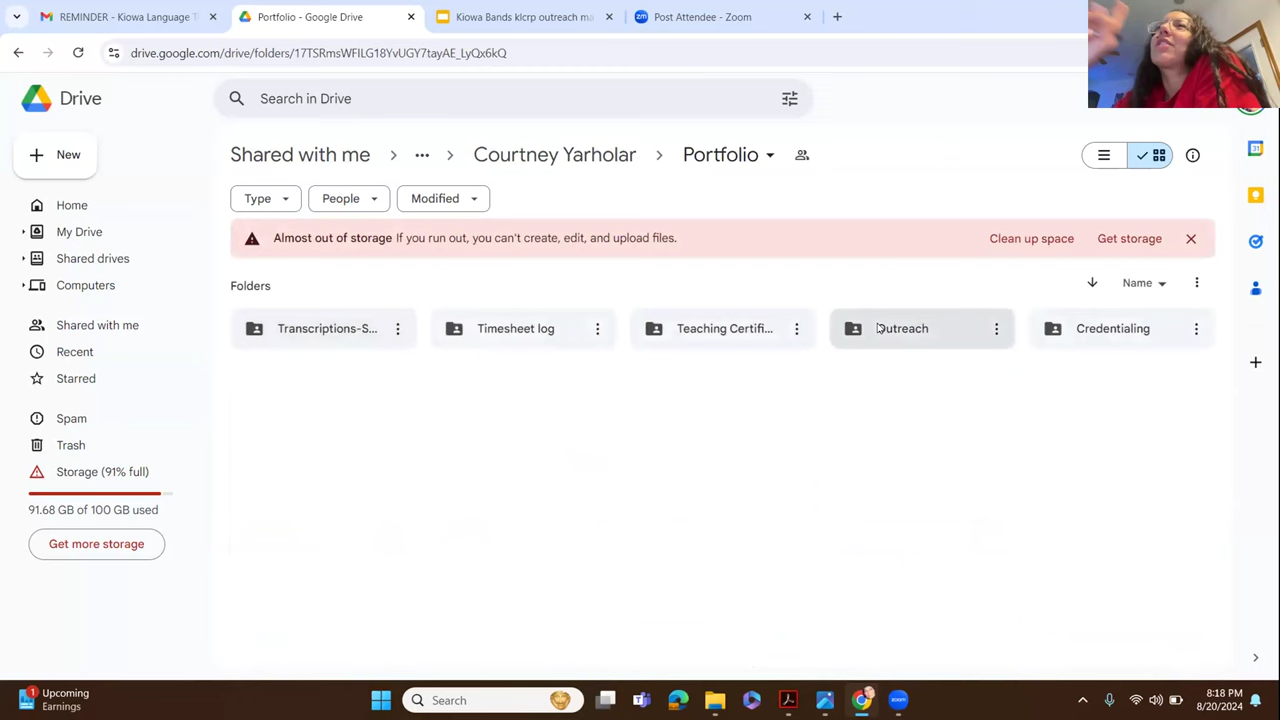 REMINDER - Kiowa Language T
Portfolio - Google Drive
Kiowa Bands klcrp outreach ma
Post Attendee - Zoom
drive.google.com/drive/folders/17TSRmsWFILG18YvUGY7tayAE_LyQx6kQ
Drive
Search in Drive
New
Shared with me
Courtney Yarholar
Portfolio
Type
People
Modified
Almost out of storage If you run out, you can't create, edit, and upload files.
Clean up space
Get storage
Home
My Drive
Shared drives
Computers
Shared with me
Recent
Starred
Spam
Trash
Storage (91% full)
91.68 GB of 100 GB used
Get more storage
Folders
Name
Transcriptions-S...
Timesheet log
Teaching Certifi...
Outreach
Credentialing
31
1
Upcoming
Earnings
Search
zoom
8:18 PM
8/20/2024